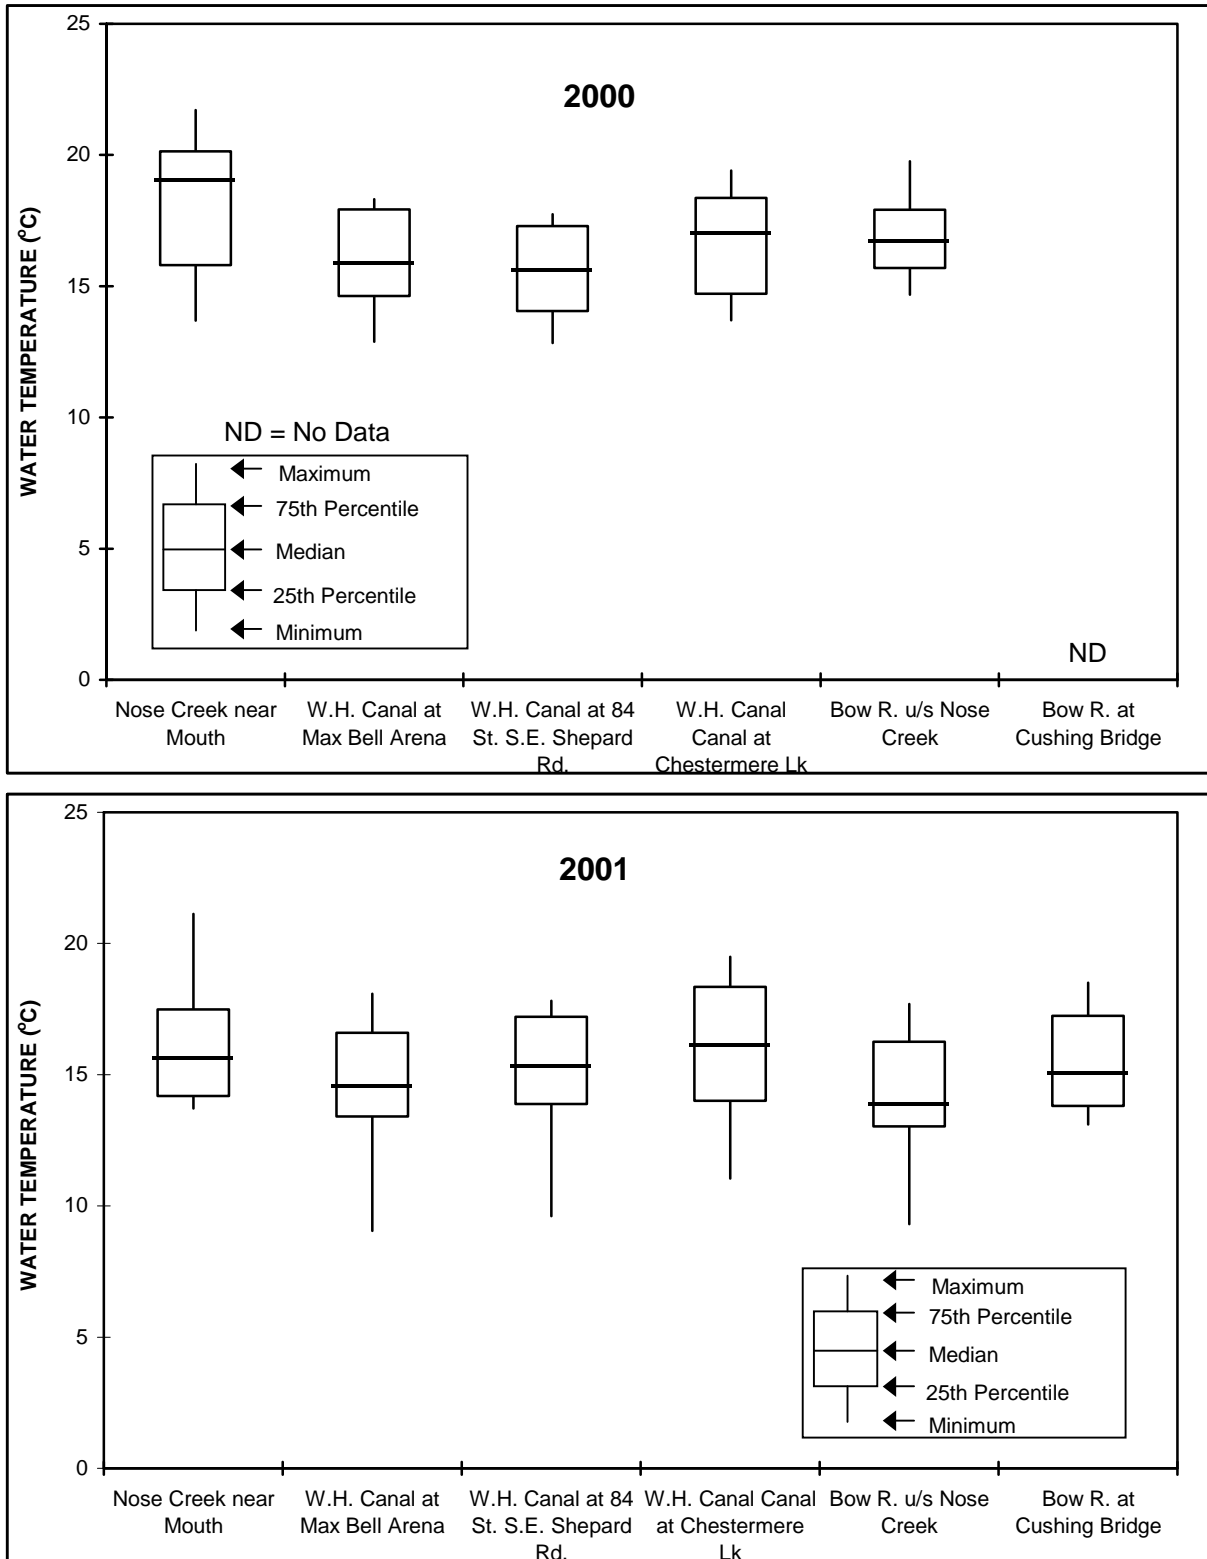 25
2000
20
15
10
5
0
WATER TEMPERATURE (°C)
ND = No Data
Maximum
75th Percentile
Median
25th Percentile
Minimum
ND
Nose Creek near
Mouth
W.H. Canal at
Max Bell Arena
W.H. Canal at 84
St. S.E. Shepard
Rd.
W.H. Canal
Canal at
Chestermere Lk
Bow R. u/s Nose
Creek
Bow R. at
Cushing Bridge
25
2001
20
15
10
5
0
WATER TEMPERATURE (°C)
Maximum
75th Percentile
Median
25th Percentile
Minimum
Nose Creek near
Mouth
W.H. Canal at
Max Bell Arena
W.H. Canal at 84
St. S.E. Shepard
Rd.
W.H. Canal Canal
at Chestermere
Lk
Bow R. u/s Nose
Creek
Bow R. at
Cushing Bridge